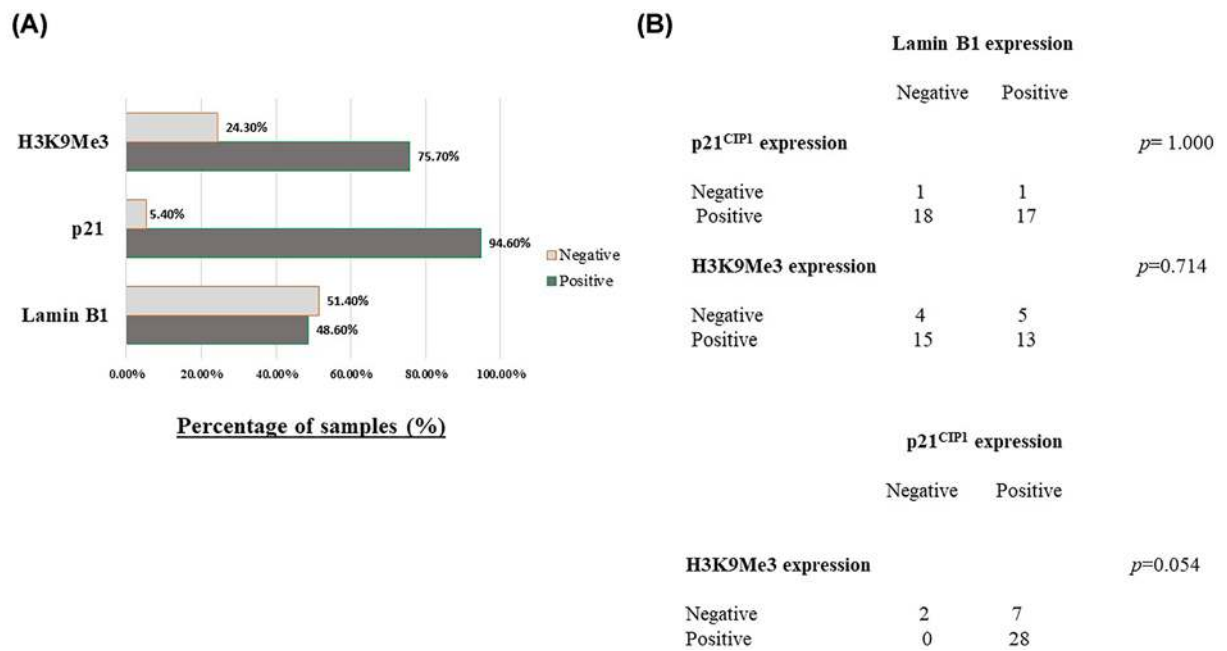 (A)
H3K9Me3
24.30%
75.70%
p21
5.40%
94.60%
Lamin B1
51.40%
48.60%
Negative
Positive
0.00% 20.00% 40.00% 60.00% 80.00% 100.00%
Percentage of samples (%)
(B)
Lamin B1 expression
Negative Positive
p21CIP1 expression p= 1.000
Negative 1 1
Positive 18 17
H3K9Me3 expression p=0.714
Negative 4 5
Positive 15 13
p21CIP1 expression
Negative Positive
H3K9Me3 expression p=0.054
Negative 2 7
Positive 0 28